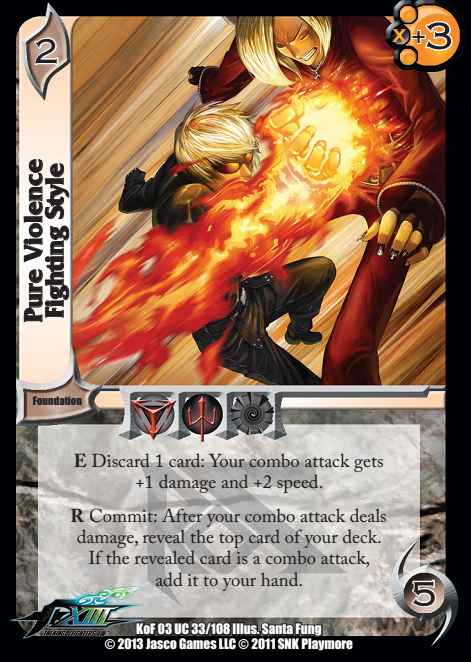 2
X +3
Pure Violence
Fighting Style
Foundation
E Discard 1 card: Your combo attack gets
+1 damage and +2 speed.
R Commit: After your combo attack deals
damage, reveal the top card of your deck.
If the revealed card is a combo attack,
add it to your hand.
5
XIII
KoF 03 UC 33/108 Illus. Santa Fung
© 2013 Jasco Games LLC © 2011 SNK Playmore